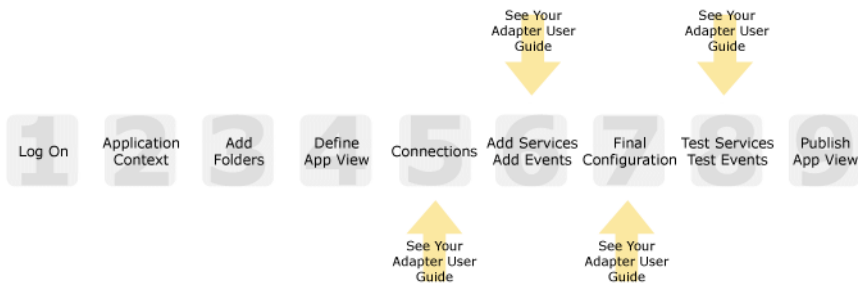 See Your
Adapter User
Guide
See Your
Adapter User
Guide
1
Log On
2
Application
Context
3
Add
Folders
4
Define
App View
5
Connections
6
Add Services
Add Events
7
Final
Configuration
8
Test Services
Test Events
9
Publish
App View
See Your
Adapter User
Guide
See Your
Adapter User
Guide